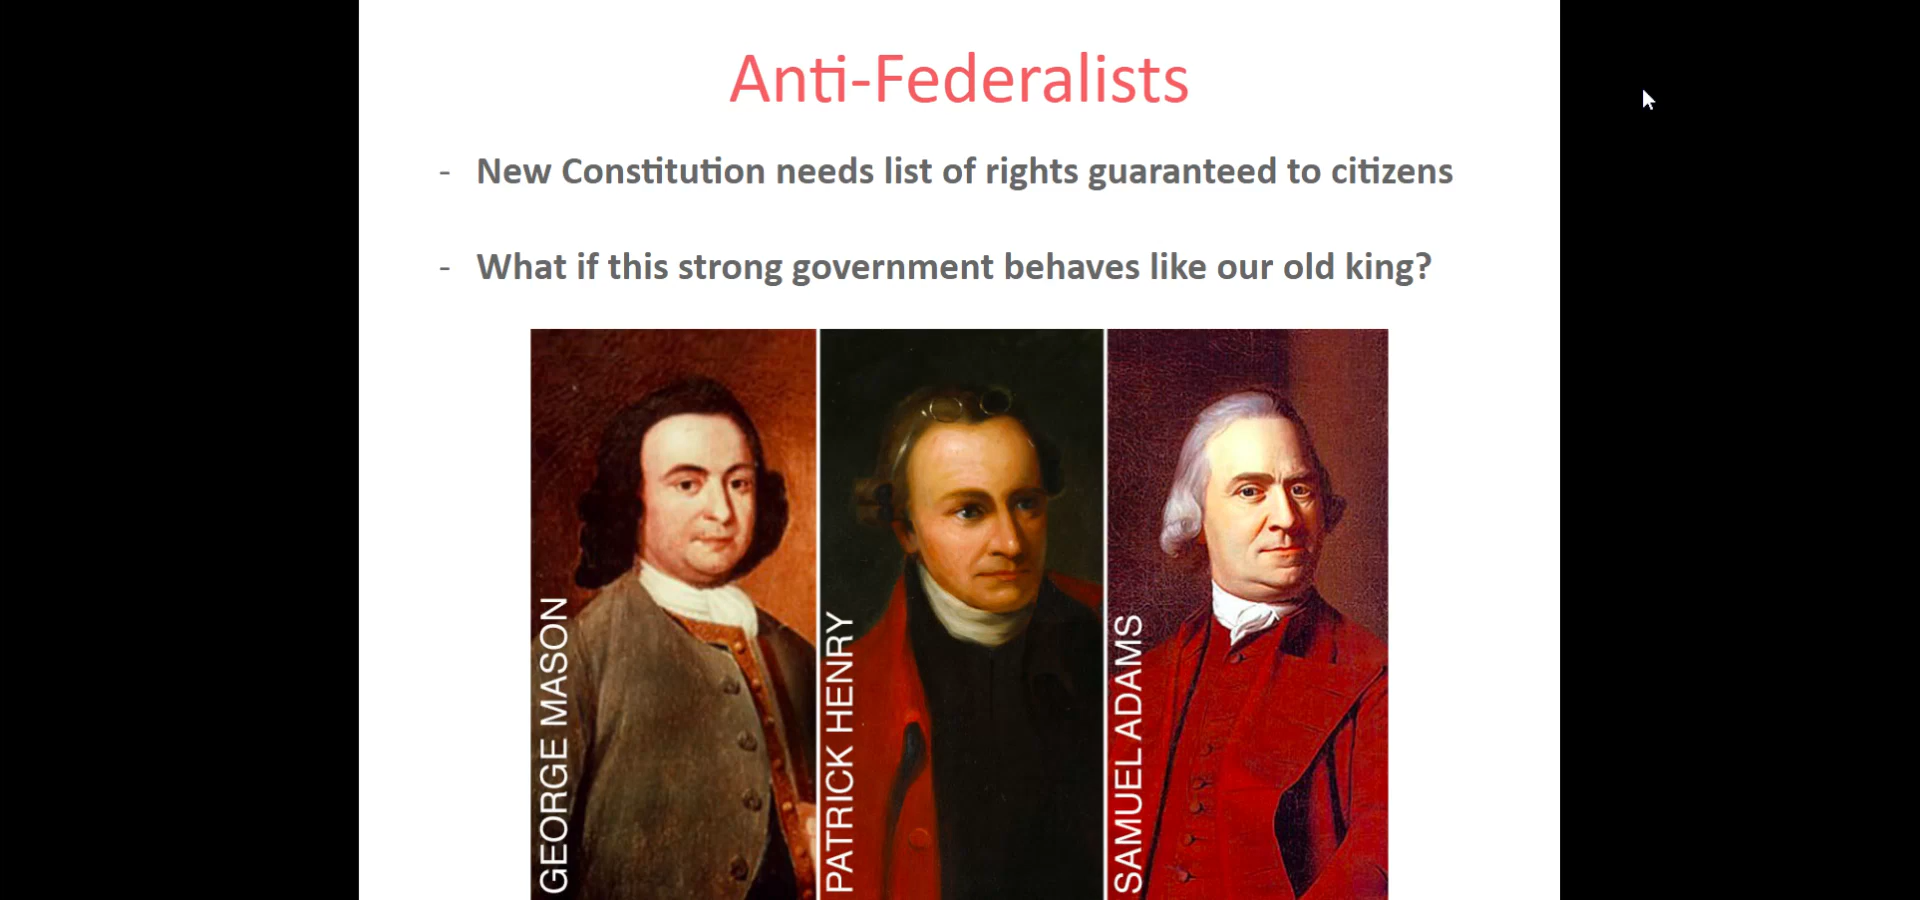 Anti-Federalists
- New Constitution needs list of rights guaranteed to citizens
- What if this strong government behaves like our old king?
GEORGE MASON
PATRICK HENRY
SAMUEL ADAMS